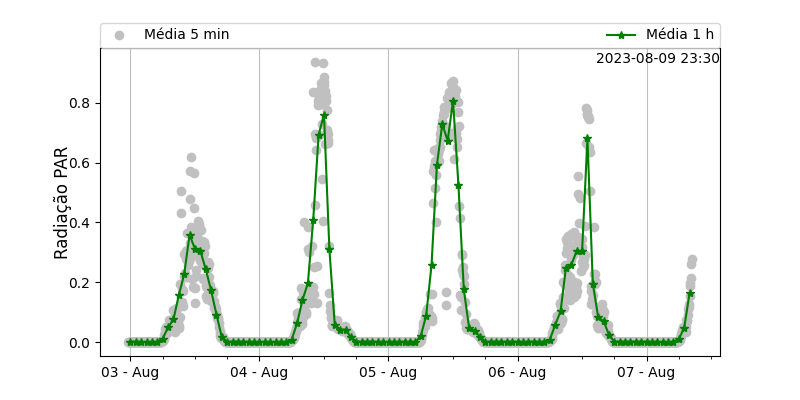 Média 5 min
Média 1 h
2023-08-09 23:30
Radiação PAR
0.8
0.6
0.4
0.2
0.0
03 - Aug
04 - Aug
05 - Aug
06 - Aug
07 - Aug